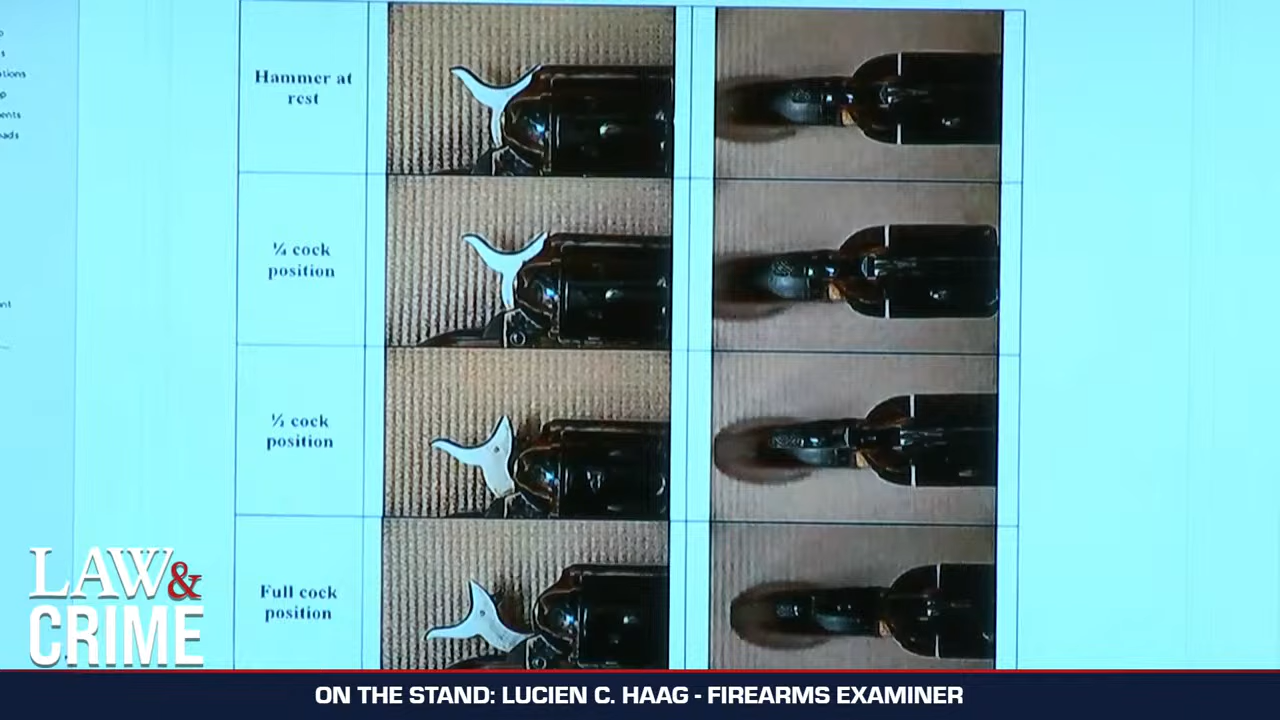 Hammer at
rest
¼ cock
position
½ cock
position
Full cock
position
LAW&
CRIME
ON THE STAND: LUCIEN C. HAAG - FIREARMS EXAMINER